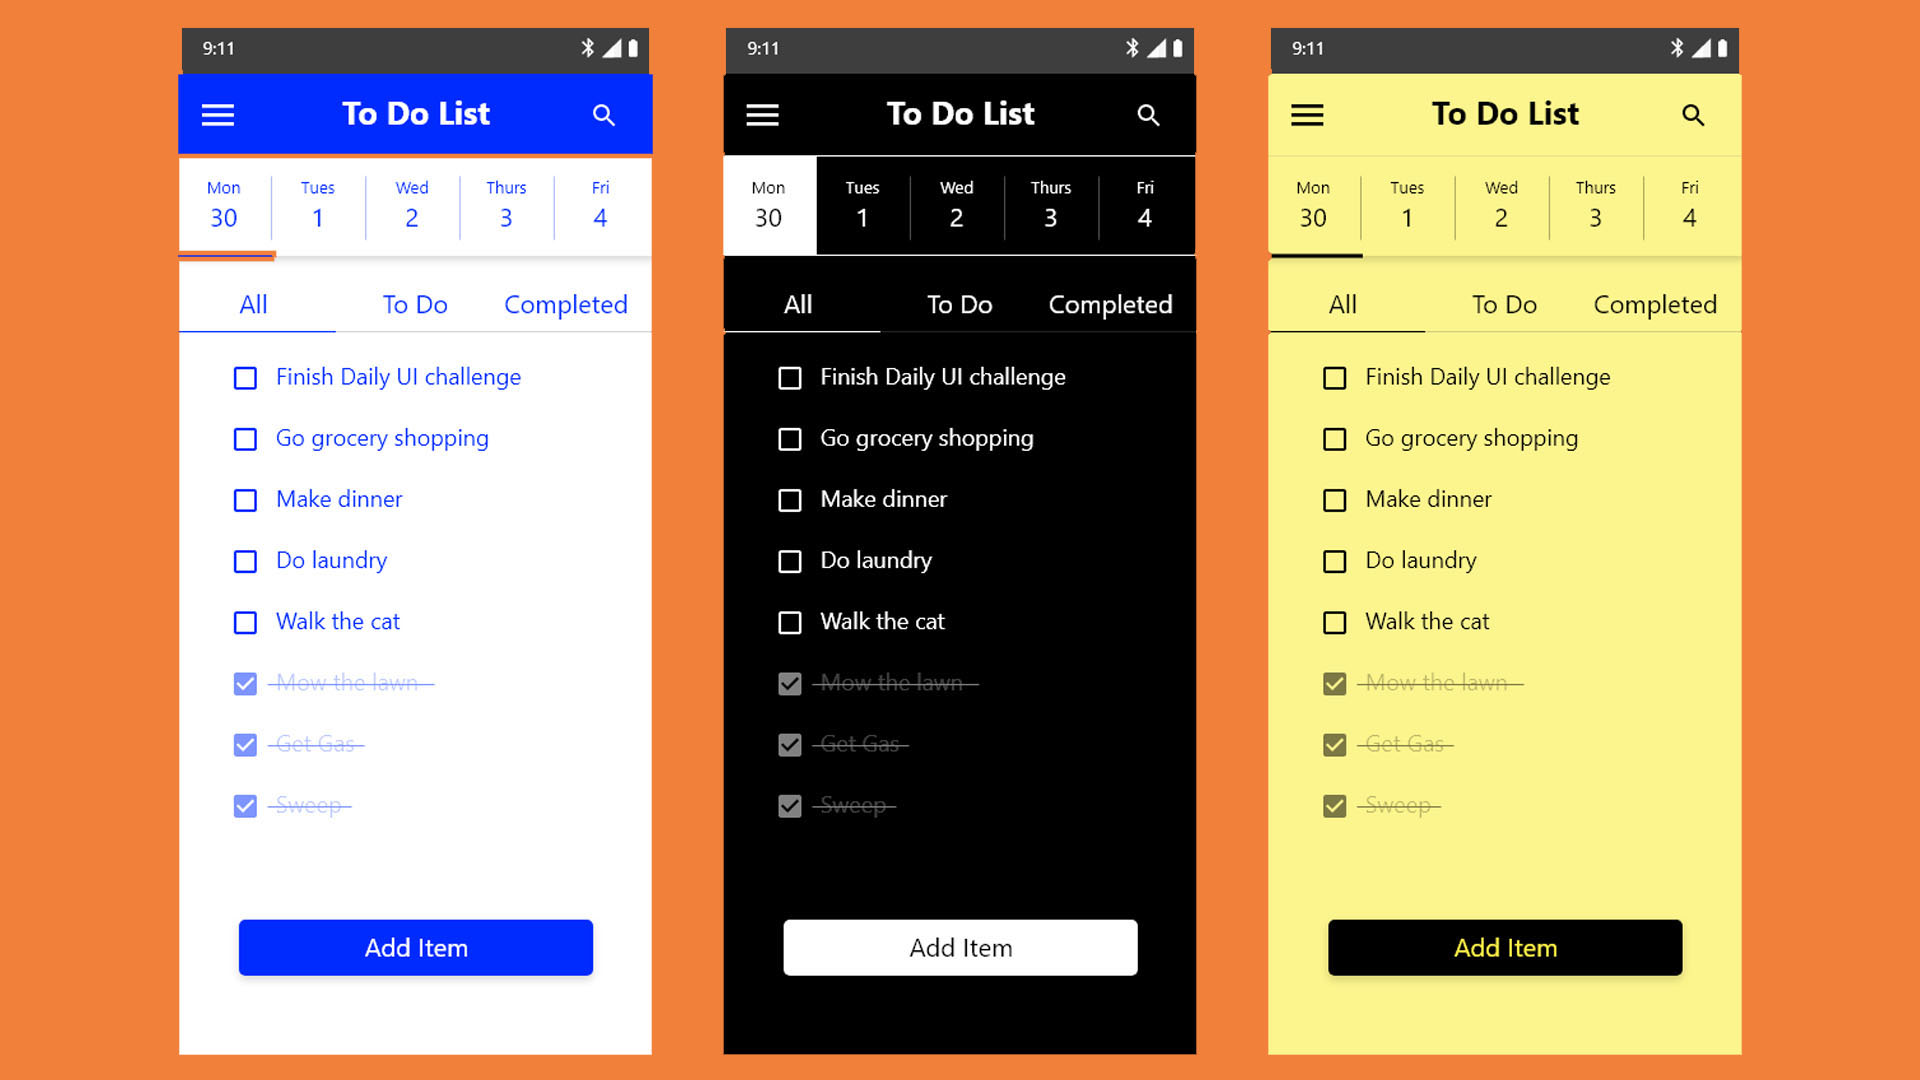 9:11
To Do List
Mon Tues Wed Thurs Fri
30 1 2 3 4
All To Do Completed
Finish Daily UI challenge
Go grocery shopping
Make dinner
Do laundry
Walk the cat
Mow the lawn
Get Gas
Sweep
Add Item
9:11
To Do List
Mon Tues Wed Thurs Fri
30 1 2 3 4
All To Do Completed
Finish Daily UI challenge
Go grocery shopping
Make dinner
Do laundry
Walk the cat
Mow the lawn
Get Gas
Sweep
Add Item
9:11
To Do List
Mon Tues Wed Thurs Fri
30 1 2 3 4
All To Do Completed
Finish Daily UI challenge
Go grocery shopping
Make dinner
Do laundry
Walk the cat
Mow the lawn
Get Gas
Sweep
Add Item